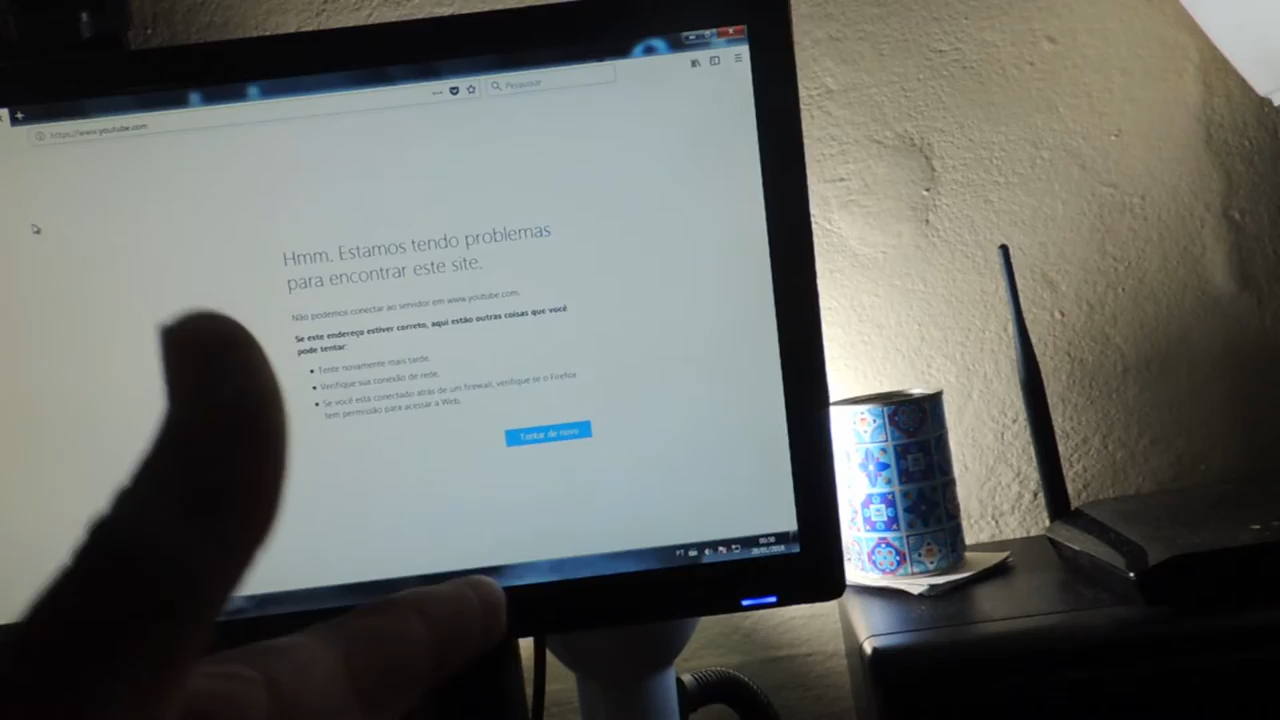 https://www.youtube.com
Pesquisar
Hmm. Estamos tendo problemas
para encontrar este site.
Não podemos conectar ao servidor em www.youtube.com.
Se este endereço estiver correto, aqui estão outras coisas que você
pode tentar:
Tente novamente mais tarde.
Verifique sua conexão de rede.
Se você está conectado atrás de um firewall, verifique se o Firefox
tem permissão para acessar a Web.
Tentar de novo
PT